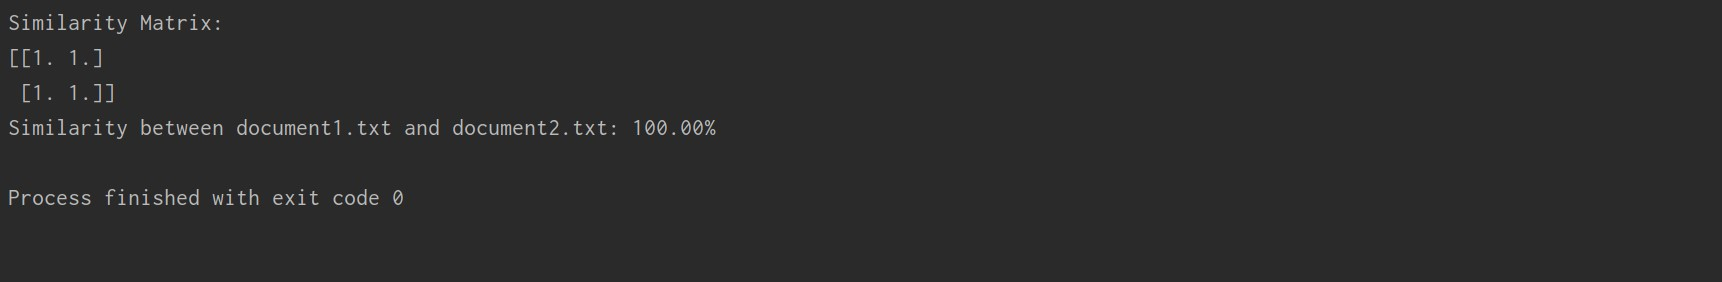 Similarity Matrix:
[[1. 1.]
 [1. 1.]]
Similarity between document1.txt and document2.txt: 100.00%
Process finished with exit code 0